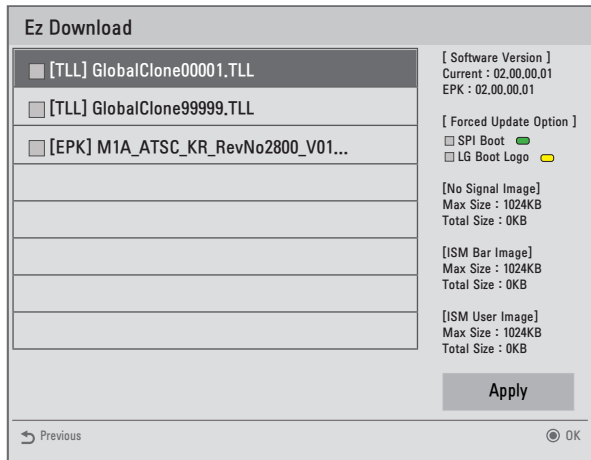 Ez Download
[TLL] GlobalClone00001.TLL
[TLL] GlobalClone99999.TLL
[EPK] M1A_ATSC_KR_RevNo2800_V01...
[ Software Version ]
Current : 02.00.00.01
EPK : 02.00.00.01
[ Forced Update Option ]
SPI Boot
LG Boot Logo
[No Signal Image]
Max Size : 1024KB
Total Size : 0KB
[ISM Bar Image]
Max Size : 1024KB
Total Size : 0KB
[ISM User Image]
Max Size : 1024KB
Total Size : 0KB
Apply
Previous
OK